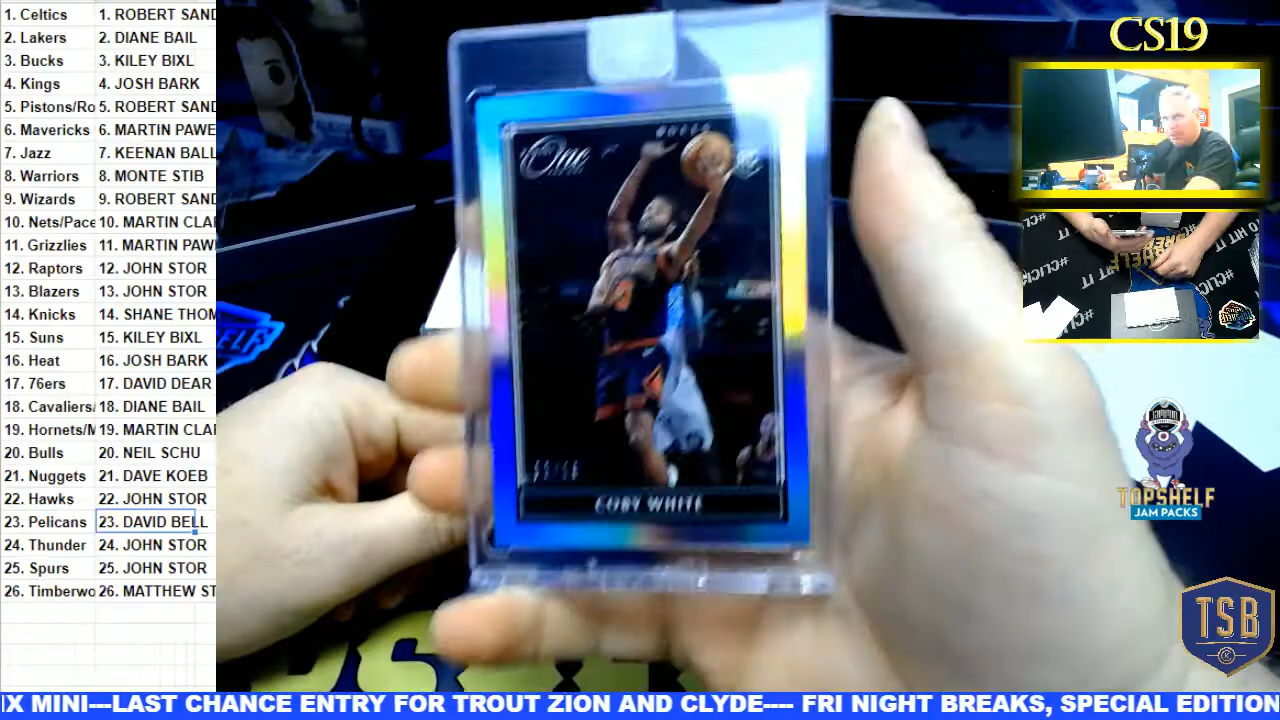 1. Celtics 1. ROBERT SAND
2. Lakers 2. DIANE BAIL
3. Bucks 3. KILEY BIXL
4. Kings 4. JOSH BARK
5. Pistons/Ro 5. ROBERT SAND
6. Mavericks 6. MARTIN PAWE
7. Jazz 7. KEENAN BALL
8. Warriors 8. MONTE STIB
9. Wizards 9. ROBERT SAND
10. Nets/Pace 10. MARTIN CLAI
11. Grizzlies 11. MARTIN PAW
12. Raptors 12. JOHN STOR
13. Blazers 13. JOHN STOR
14. Knicks 14. SHANE THOM
15. Suns 15. KILEY BIXL
16. Heat 16. JOSH BARK
17. 76ers 17. DAVID DEAR
18. Cavaliers/ 18. DIANE BAIL
19. Hornets/M 19. MARTIN CLAI
20. Bulls 20. NEIL SCHU
21. Nuggets 21. DAVE KOEB
22. Hawks 22. JOHN STOR
23. Pelicans 23. DAVID BELL
24. Thunder 24. JOHN STOR
25. Spurs 25. JOHN STOR
26. Timberwo 26. MATTHEW ST
BULLS
One
COBY WHITE
CS19
TOPSHELF
JAM PACKS
TSB
IX MINI---LAST CHANCE ENTRY FOR TROUT ZION AND CLYDE---- FRI NIGHT BREAKS, SPECIAL EDITION